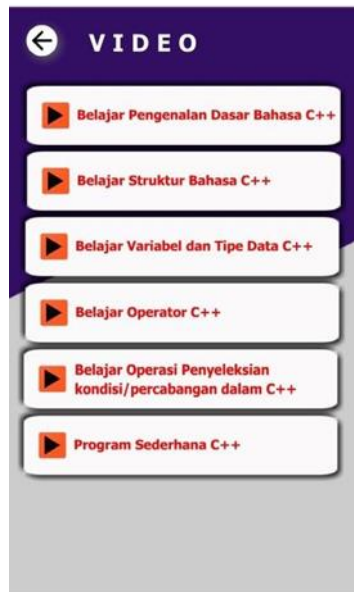 VIDEO
Belajar Pengenalan Dasar Bahasa C++
Belajar Struktur Bahasa C++
Belajar Variabel dan Tipe Data C++
Belajar Operator C++
Belajar Operasi Penyeleksian
kondisi/percabangan dalam C++
Program Sederhana C++